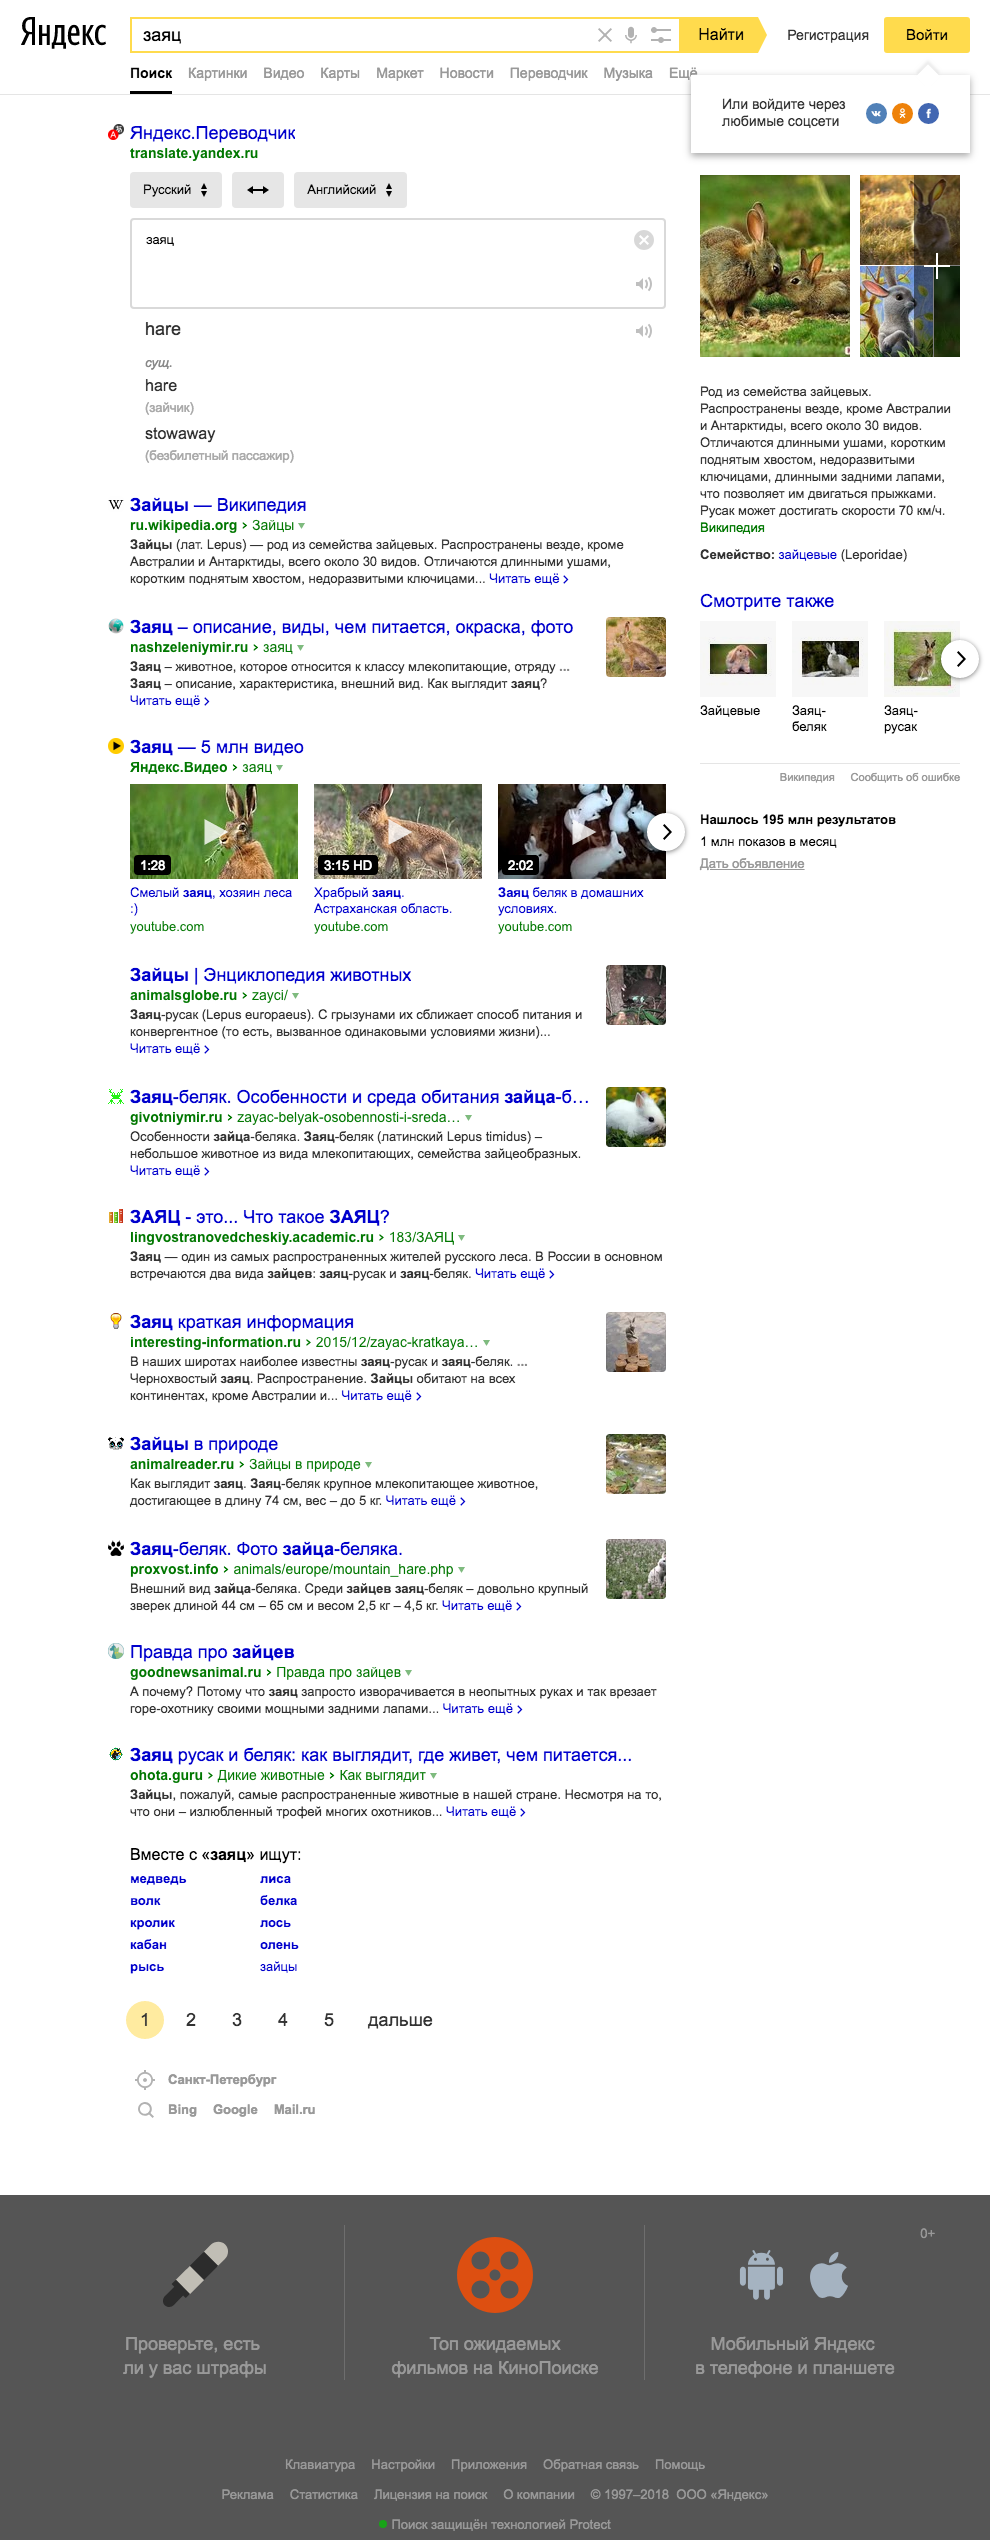 Яндекс
заяц
Найти
Регистрация
Войти
Поиск Картинки Видео Карты Маркет Новости Переводчик Музыка Ещё
Или войдите через
любимые соцсети
Яндекс.Переводчик
translate.yandex.ru
Русский
Английский
заяц
hare
сущ.
hare
(зайчик)
stowaway
(безбилетный пассажир)
Зайцы — Википедия
ru.wikipedia.org › Зайцы
Зайцы (лат. Lepus) — род из семейства зайцевых. Распространены везде, кроме
Австралии и Антарктиды, всего около 30 видов. Отличаются длинными ушами,
коротким поднятым хвостом, недоразвитыми ключицами... Читать ещё ›
Заяц – описание, виды, чем питается, окраска, фото
nashzeleniymir.ru › заяц
Заяц – животное, которое относится к классу млекопитающие, отряду ...
Заяц – описание, характеристика, внешний вид. Как выглядит заяц?
Читать ещё ›
Заяц — 5 млн видео
Яндекс.Видео › заяц
1:28
3:15 HD
2:02
Смелый заяц, хозяин леса
:)
youtube.com
Храбрый заяц.
Астраханская область.
youtube.com
Заяц беляк в домашних
условиях.
youtube.com
Зайцы | Энциклопедия животных
animalsglobe.ru › zayci/
Заяц-русак (Lepus europaeus). С грызунами их сближает способ питания и
конвергентное (то есть, вызванное одинаковыми условиями жизни)...
Читать ещё ›
Заяц-беляк. Особенности и среда обитания зайца-б...
givotniymir.ru › zayac-belyak-osobennosti-i-sreda...
Особенности зайца-беляка. Заяц-беляк (латинский Lepus timidus) –
небольшое животное из вида млекопитающих, семейства зайцеобразных.
Читать ещё ›
ЗАЯЦ - это... Что такое ЗАЯЦ?
lingvostranovedcheskiy.academic.ru › 183/ЗАЯЦ
Заяц — один из самых распространенных жителей русского леса. В России в основном
встречаются два вида зайцев: заяц-русак и заяц-беляк. Читать ещё ›
Заяц краткая информация
interesting-information.ru › 2015/12/zayac-kratkaya...
В наших широтах наиболее известны заяц-русак и заяц-беляк. ...
Чернохвостый заяц. Распространение. Зайцы обитают на всех
континентах, кроме Австралии и... Читать ещё ›
Зайцы в природе
animalreader.ru › Зайцы в природе
Как выглядит заяц. Заяц-беляк крупное млекопитающее животное,
достигающее в длину 74 см, вес – до 5 кг. Читать ещё ›
Заяц-беляк. Фото зайца-беляка.
proxvost.info › animals/europe/mountain_hare.php
Внешний вид зайца-беляка. Среди зайцев заяц-беляк – довольно крупный
зверек длиной 44 см – 65 см и весом 2,5 кг – 4,5 кг. Читать ещё ›
Правда про зайцев
goodnewsanimal.ru › Правда про зайцев
А почему? Потому что заяц запросто изворачивается в неопытных руках и так врезает
горе-охотнику своими мощными задними лапами... Читать ещё ›
Заяц русак и беляк: как выглядит, где живет, чем питается...
ohota.guru › Дикие животные › Как выглядит
Зайцы, пожалуй, самые распространенные животные в нашей стране. Несмотря на то,
что они – излюбленный трофей многих охотников... Читать ещё ›
Вместе с «заяц» ищут:
медведь лиса
волк белка
кролик лось
кабан олень
рысь зайцы
1 2 3 4 5 дальше
Санкт-Петербург
Bing Google Mail.ru
Род из семейства зайцевых.
Распространены везде, кроме Австралии
и Антарктиды, всего около 30 видов.
Отличаются длинными ушами, коротким
поднятым хвостом, недоразвитыми
ключицами, длинными задними лапами,
что позволяет им двигаться прыжками.
Русак может достигать скорости 70 км/ч.
Википедия
Семейство: зайцевые (Leporidae)
Смотрите также
Зайцевые
Заяц-
беляк
Заяц-
русак
Википедия Сообщить об ошибке
Нашлось 195 млн результатов
1 млн показов в месяц
Дать объявление
0+
Проверьте, есть
ли у вас штрафы
Топ ожидаемых
фильмов на КиноПоиске
Мобильный Яндекс
в телефоне и планшете
Клавиатура Настройки Приложения Обратная связь Помощь
Реклама Статистика Лицензия на поиск О компании © 1997–2018 ООО «Яндекс»
Поиск защищён технологией Protect